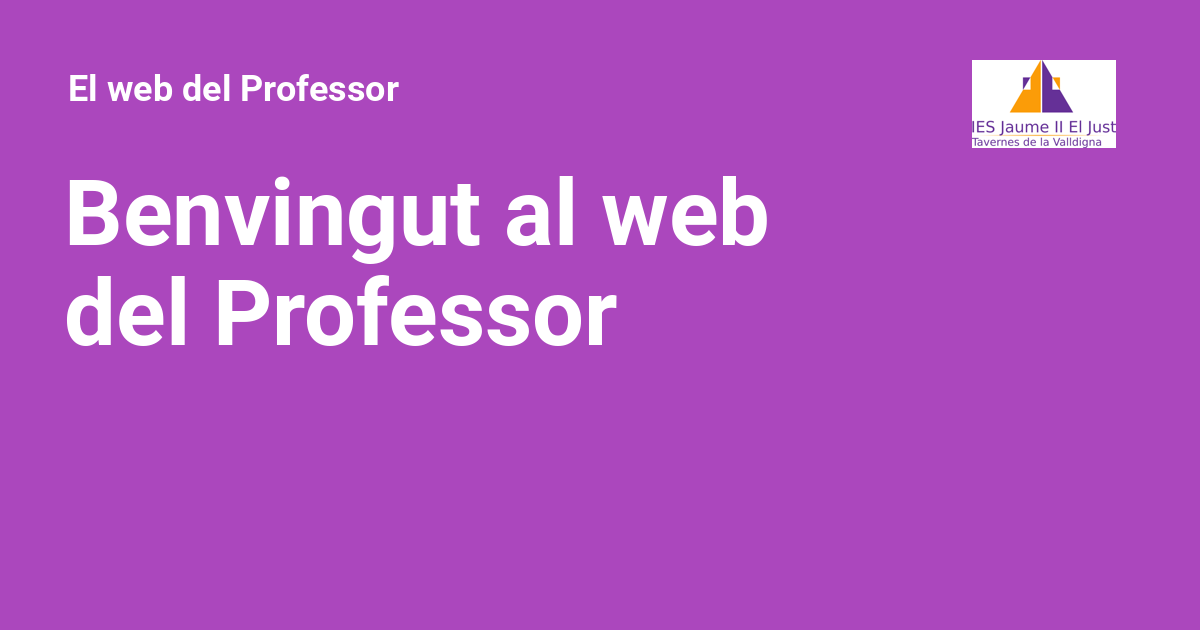 El web del Professor
IES Jaume II El Just
Tavernes de la Valldigna
Benvingut al web
del Professor